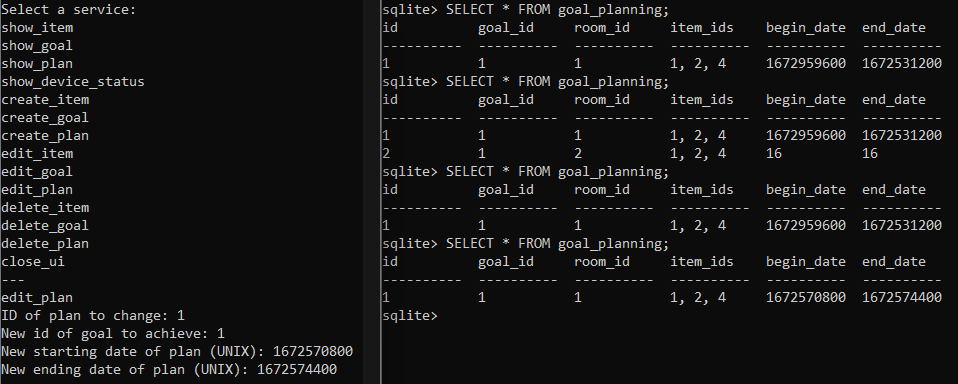 Select a service:
show_item
show_goal
show_plan
show_device_status
create_item
create_goal
create_plan
edit_item
edit_goal
edit_plan
delete_item
delete_goal
delete_plan
close_ui
---
edit_plan
ID of plan to change: 1
New id of goal to achieve: 1
New starting date of plan (UNIX): 1672570800
New ending date of plan (UNIX): 1672574400
sqlite> SELECT * FROM goal_planning;
id          goal_id     room_id     item_ids    begin_date  end_date
----------  ----------  ----------  ----------  ----------  ----------
1           1           1           1, 2, 4     1672959600  1672531200
sqlite> SELECT * FROM goal_planning;
id          goal_id     room_id     item_ids    begin_date  end_date
----------  ----------  ----------  ----------  ----------  ----------
1           1           1           1, 2, 4     1672959600  1672531200
2           1           2           1, 2, 4     16          16
sqlite> SELECT * FROM goal_planning;
id          goal_id     room_id     item_ids    begin_date  end_date
----------  ----------  ----------  ----------  ----------  ----------
1           1           1           1, 2, 4     1672959600  1672531200
sqlite> SELECT * FROM goal_planning;
id          goal_id     room_id     item_ids    begin_date  end_date
----------  ----------  ----------  ----------  ----------  ----------
1           1           1           1, 2, 4     1672570800  1672574400
sqlite>